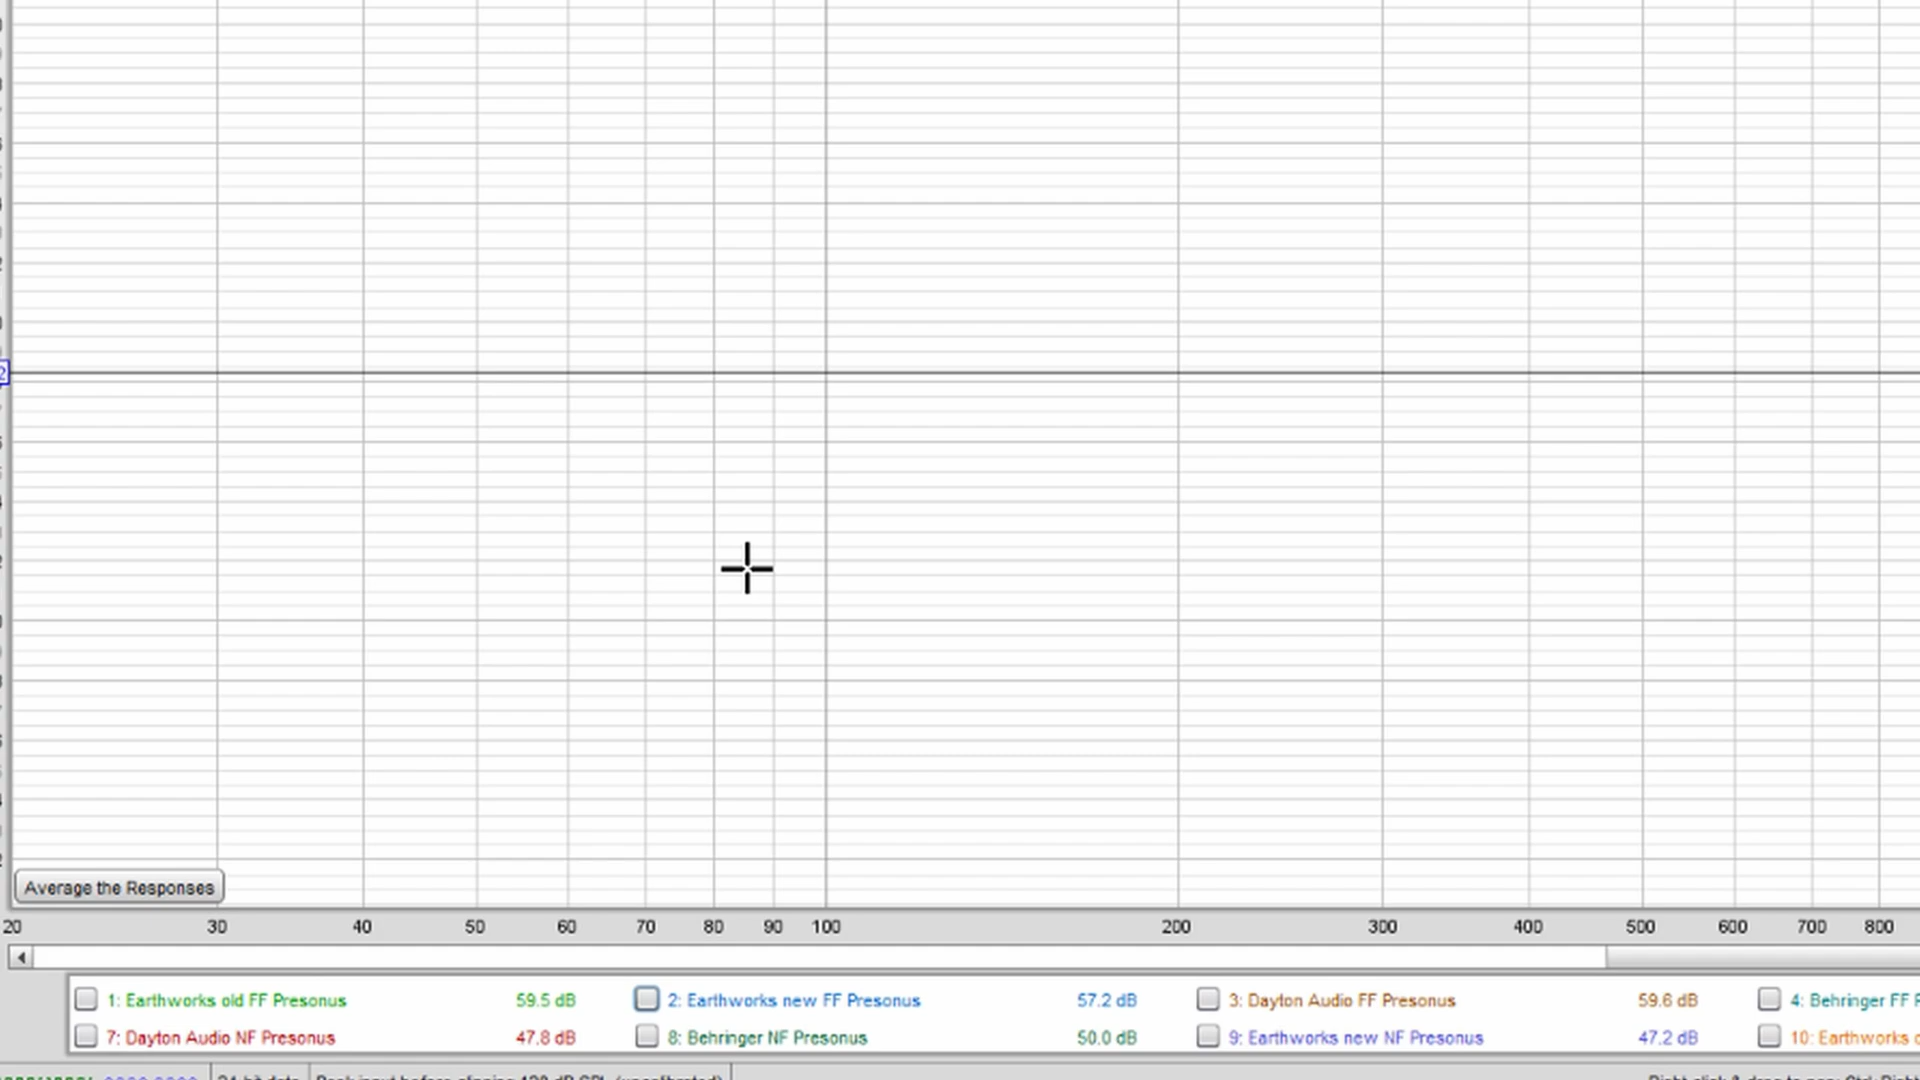 Average the Responses
20 30 40 50 60 70 80 90 100 200 300 400 500 600 700 800
1: Earthworks old FF Presonus 59.5 dB 2: Earthworks new FF Presonus 57.2 dB 3: Dayton Audio FF Presonus 59.6 dB 4: Behringer FF
7: Dayton Audio NF Presonus 47.8 dB 8: Behringer NF Presonus 50.0 dB 9: Earthworks new NF Presonus 47.2 dB 10: Earthworks